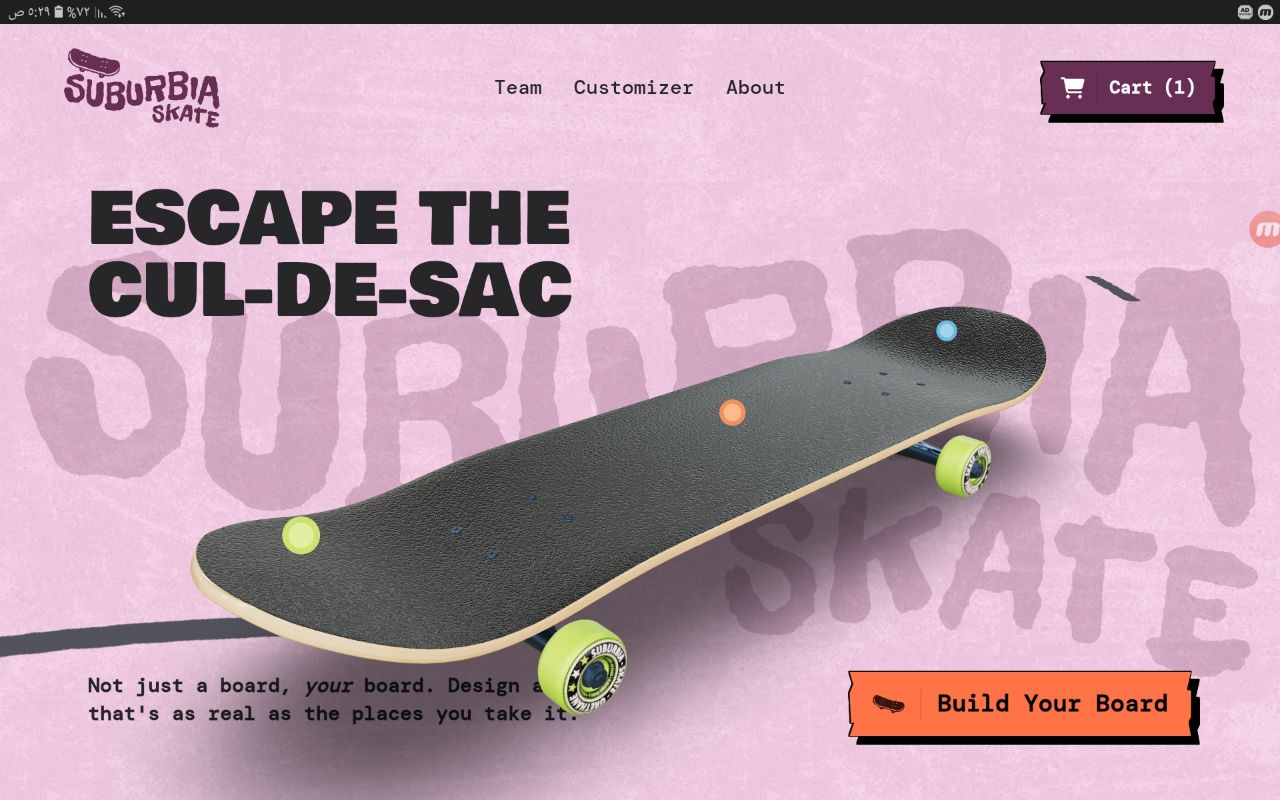 ٥:٢٩ ص %٧٢
SUBURBIA
SKATE
Team Customizer About
Cart (1)
ESCAPE THE
CUL-DE-SAC
SUBURBIA
SKATE
SUBURBIA
Not just a board, your board. Design a
that's as real as the places you take it.
Build Your Board